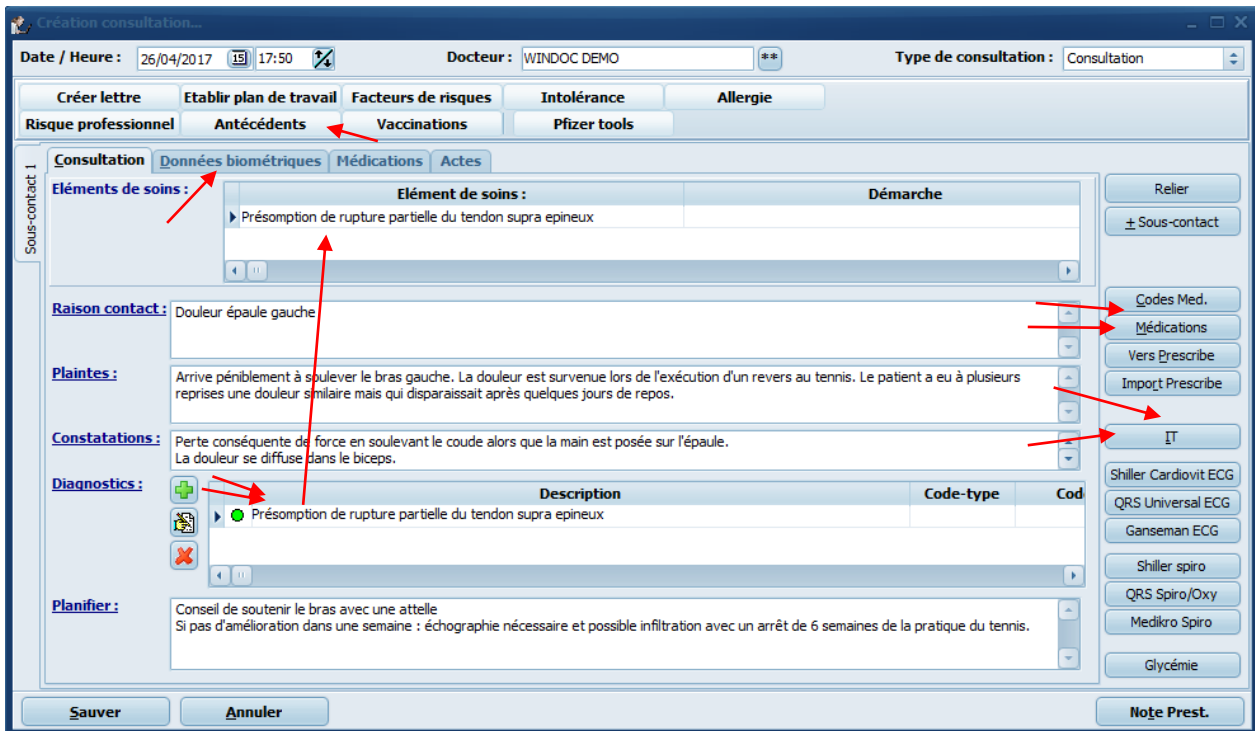 Création consultation...
Date / Heure : 26/04/2017 15 17:50 Docteur : WINDOC DEMO ** Type de consultation : Consultation
Créer lettre Etablir plan de travail Facteurs de risques Intolérance Allergie
Risque professionnel Antécédents Vaccinations Pfizer tools
Sous-contact 1
Consultation Données biométriques Médications Actes
Eléments de soins :
Elément de soins : Démarche
Présomption de rupture partielle du tendon supra epineux
Relier
+ Sous-contact
Raison contact : Douleur épaule gauche
Codes Med.
Médications
Vers Prescribe
Import Prescribe
Plaintes :
Arrive péniblement à soulever le bras gauche. La douleur est survenue lors de l'exécution d'un revers au tennis. Le patient a eu à plusieurs
reprises une douleur similaire mais qui disparaissait après quelques jours de repos.
Constatations :
Perte conséquente de force en soulevant le coude alors que la main est posée sur l'épaule.
La douleur se diffuse dans le biceps.
IT
Diagnostics :
Description Code-type Cod
Présomption de rupture partielle du tendon supra epineux
Shiller Cardiovit ECG
QRS Universal ECG
Ganseman ECG
Shiller spiro
QRS Spiro/Oxy
Medikro Spiro
Glycémie
Planifier :
Conseil de soutenir le bras avec une attelle
Si pas d'amélioration dans une semaine : échographie nécessaire et possible infiltration avec un arrêt de 6 semaines de la pratique du tennis.
Sauver Annuler Note Prest.